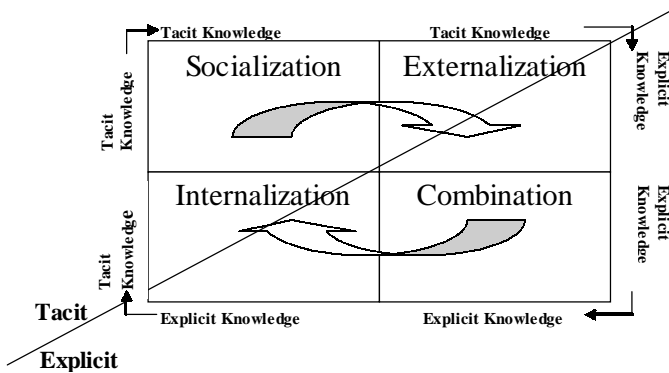 Tacit Knowledge
Tacit Knowledge
Socialization
Externalization
Tacit
Knowledge
Explicit
Knowledge
Internalization
Combination
Tacit
Knowledge
Explicit
Knowledge
Tacit
Explicit Knowledge
Explicit Knowledge
Explicit